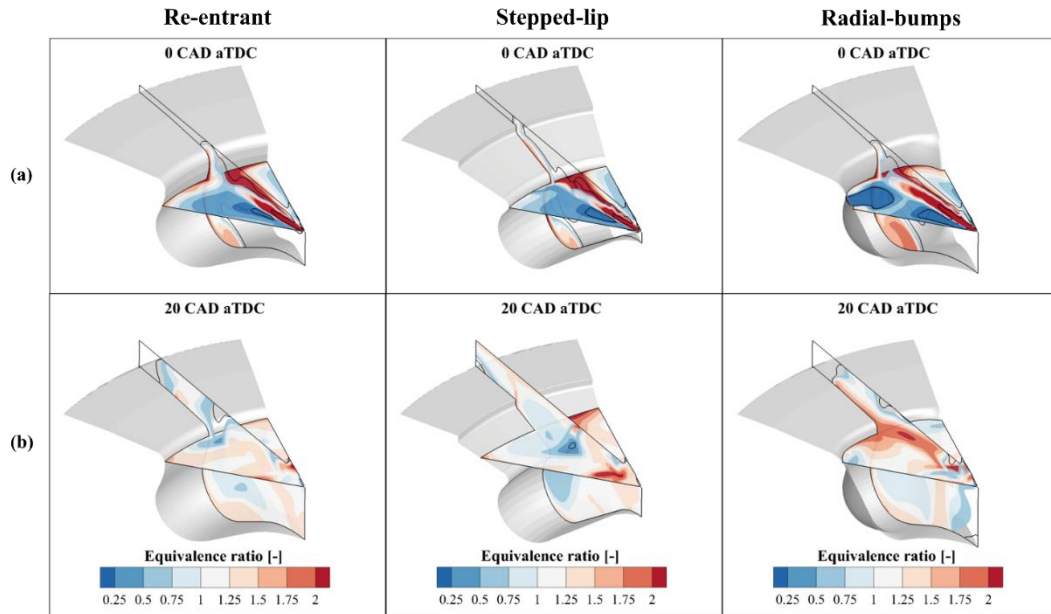 Re-entrant Stepped-lip Radial-bumps
(a)
0 CAD aTDC 0 CAD aTDC 0 CAD aTDC
(b)
20 CAD aTDC 20 CAD aTDC 20 CAD aTDC
Equivalence ratio [-] Equivalence ratio [-] Equivalence ratio [-]
0.25 0.5 0.75 1 1.25 1.5 1.75 2 0.25 0.5 0.75 1 1.25 1.5 1.75 2 0.25 0.5 0.75 1 1.25 1.5 1.75 2